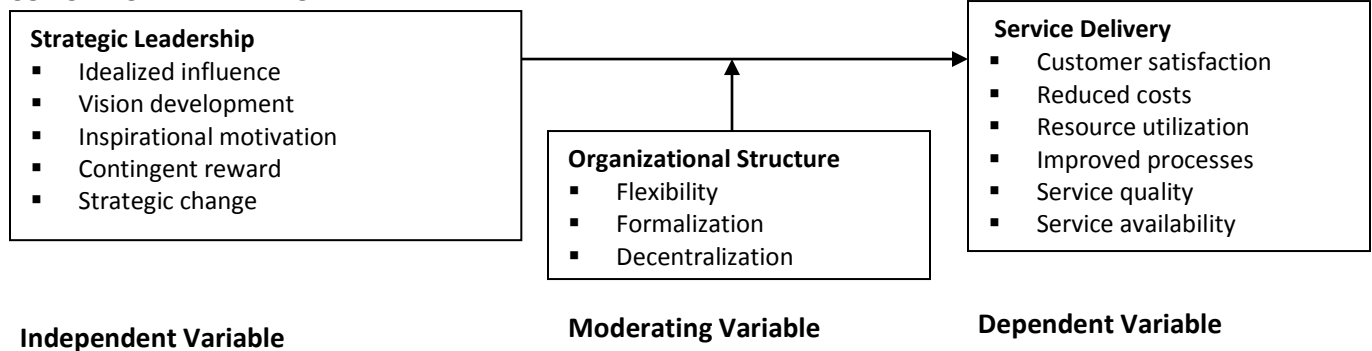 Strategic Leadership
▪ Idealized influence
▪ Vision development
▪ Inspirational motivation
▪ Contingent reward
▪ Strategic change
Organizational Structure
▪ Flexibility
▪ Formalization
▪ Decentralization
Service Delivery
▪ Customer satisfaction
▪ Reduced costs
▪ Resource utilization
▪ Improved processes
▪ Service quality
▪ Service availability
Independent Variable
Moderating Variable
Dependent Variable